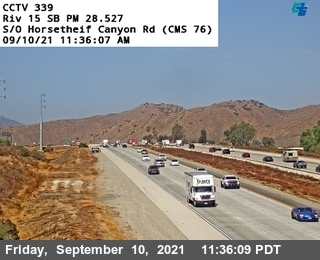 CCTV 339
Riv 15 SB PM 28.527
S/O Horsetheif Canyon Rd (CMS 76)
09/10/21 11:36:07 AM
Friday, September 10, 2021 11:36:09 PDT